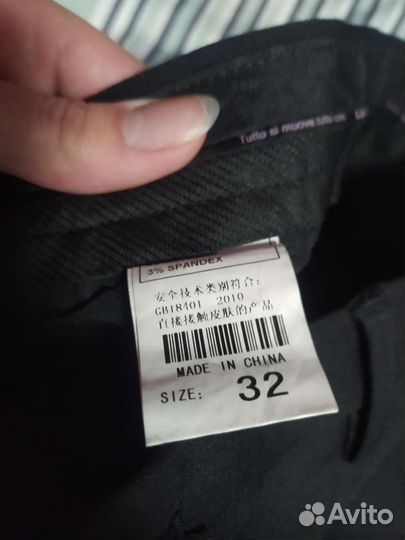 Tutto si muove
3% SPANDEX
安全技术类别符合：
GB18401 2010
直接接触皮肤的产品
MADE IN CHINA
SIZE: 32
Avito